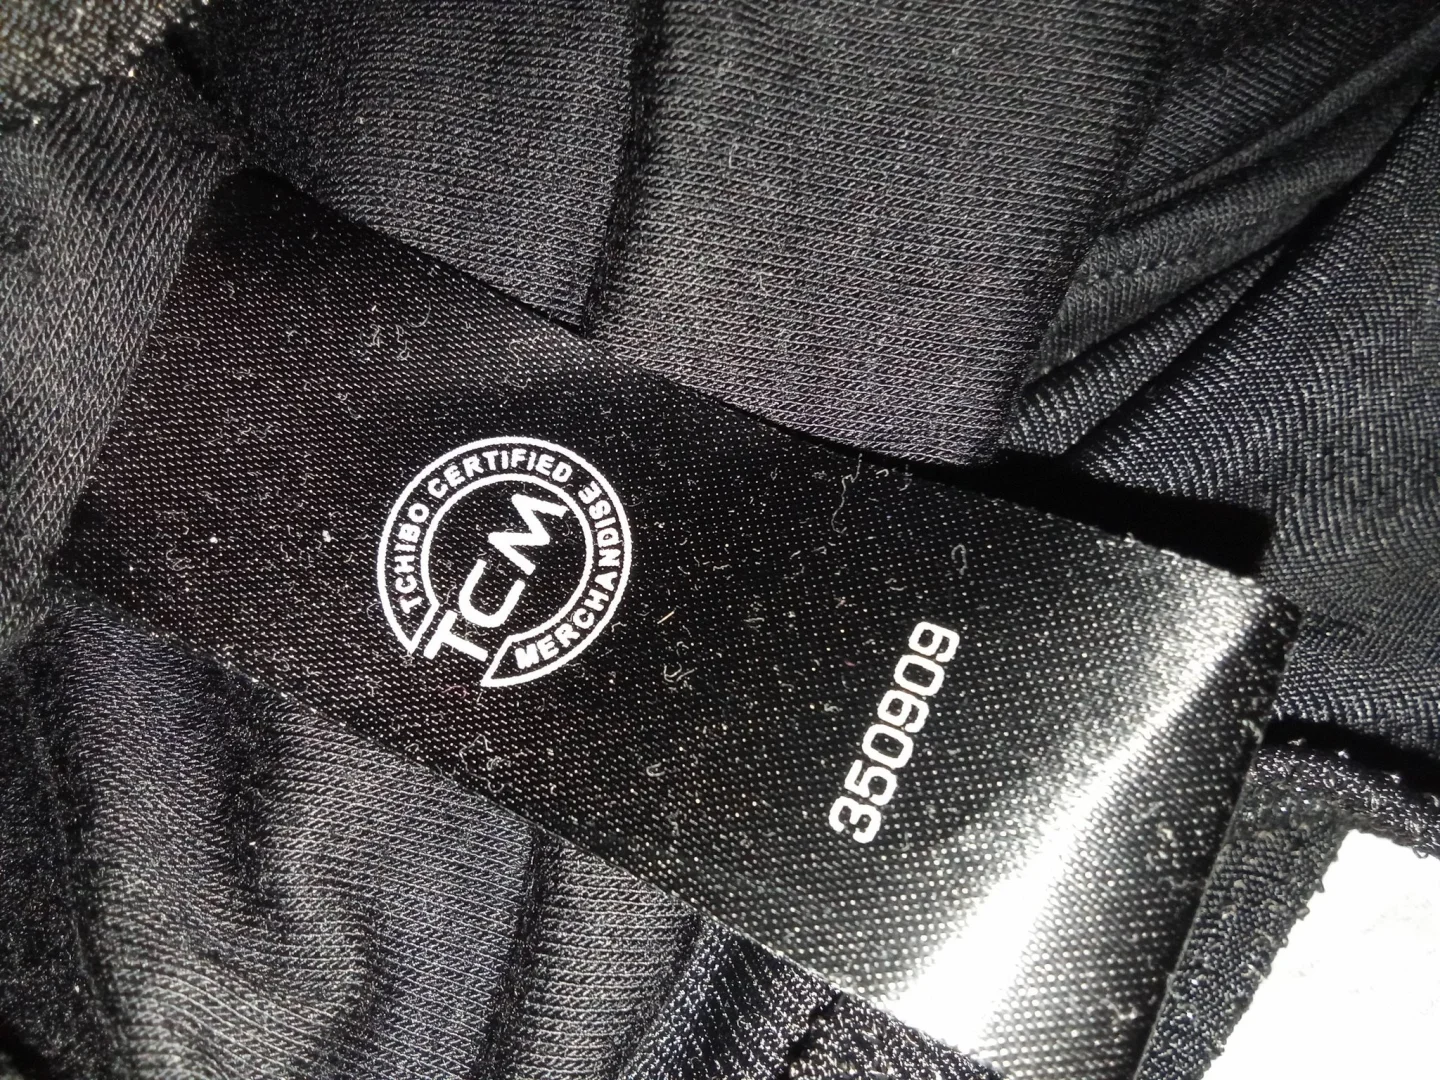 TCHIBO CERTIFIED MERCHANDISE
TCM
350909